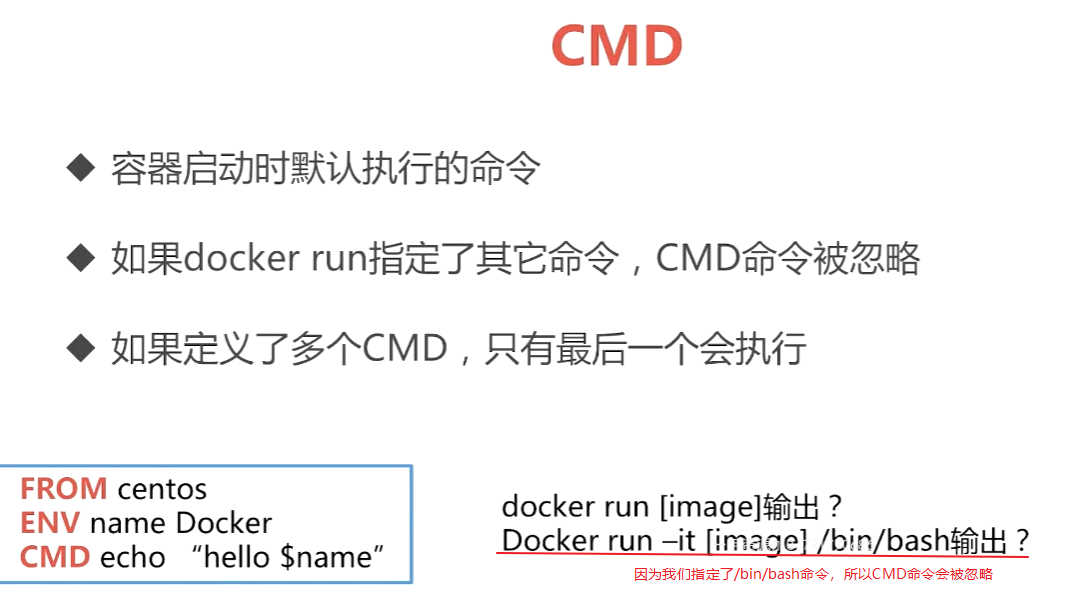 CMD
容器启动时默认执行的命令
如果docker run指定了其它命令，CMD命令被忽略
如果定义了多个CMD，只有最后一个会执行
FROM centos
ENV name Docker
CMD echo “hello $name”
docker run [image]输出？
Docker run –it [image] /bin/bash输出？
因为我们指定了/bin/bash命令，所以CMD命令会被忽略